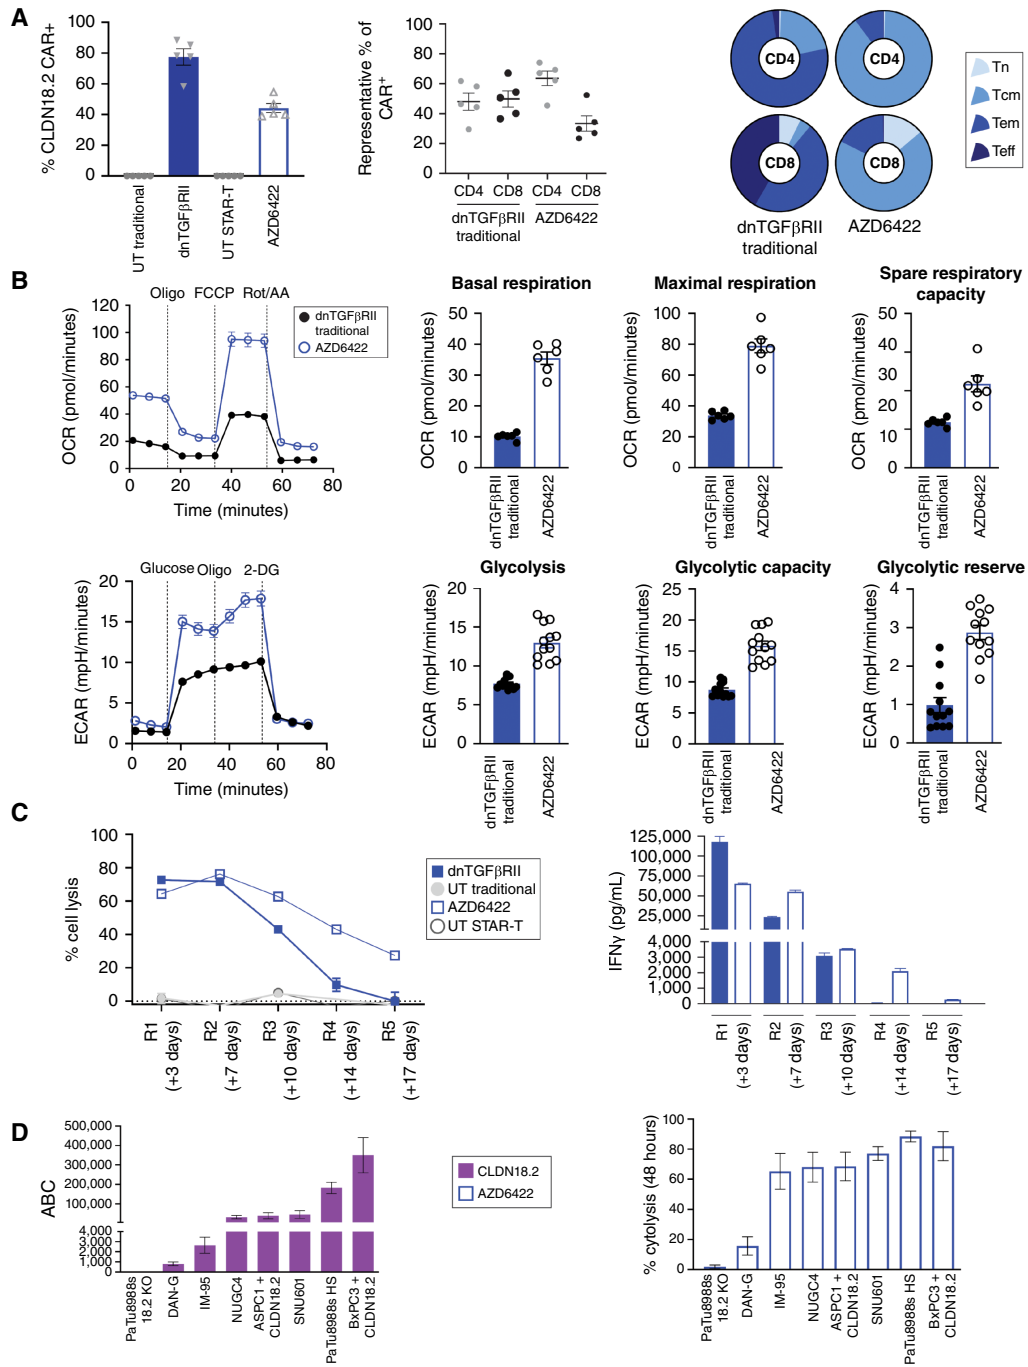 A
% CLDN18.2 CAR+
100
80
60
40
20
0
UT traditional
dnTGFβRII
UT STAR-T
AZD6422
Representative % of
CAR+
100
80
60
40
20
0
CD4 CD8 CD4 CD8
dnTGFβRII
traditional
AZD6422
CD4
CD4
CD8
CD8
dnTGFβRII
traditional
AZD6422
Tn
Tcm
Tem
Teff
B
Oligo FCCP Rot/AA
OCR (pmol/minutes)
120
100
80
60
40
20
0
0 20 40 60 80
Time (minutes)
dnTGFβRII
traditional
AZD6422
Basal respiration
OCR (pmol/minutes)
50
40
30
20
10
0
dnTGFβRII
traditional
AZD6422
Maximal respiration
OCR (pmol/minutes)
100
80
60
40
20
0
dnTGFβRII
traditional
AZD6422
Spare respiratory
capacity
OCR (pmol/minutes)
50
40
30
20
10
0
dnTGFβRII
traditional
AZD6422
Glucose Oligo 2-DG
ECAR (mpH/minutes)
20
15
10
5
0
0 20 40 60 80
Time (minutes)
Glycolysis
ECAR (mpH/minutes)
20
15
10
5
0
dnTGFβRII
traditional
AZD6422
Glycolytic capacity
ECAR (mpH/minutes)
25
20
15
10
5
0
dnTGFβRII
traditional
AZD6422
Glycolytic reserve
ECAR (mpH/minutes)
4
3
2
1
0
dnTGFβRII
traditional
AZD6422
C
% cell lysis
100
80
60
40
20
0
R1
(+3 days)
R2
(+7 days)
R3
(+10 days)
R4
(+14 days)
R5
(+17 days)
dnTGFβRII
UT traditional
AZD6422
UT STAR-T
IFNγ (pg/mL)
125,000
100,000
75,000
50,000
25,000
4,000
3,000
2,000
1,000
0
R1
(+3 days)
R2
(+7 days)
R3
(+10 days)
R4
(+14 days)
R5
(+17 days)
D
ABC
500,000
400,000
300,000
200,000
100,000
4,000
3,000
2,000
1,000
0
PaTu8988s
18.2 KO
DAN-G
IM-95
NUGC4
ASPC1 +
CLDN18.2
SNU601
PaTu8988s HS
BxPC3 +
CLDN18.2
CLDN18.2
AZD6422
% cytolysis (48 hours)
100
80
60
40
20
0
PaTu8988s
18.2 KO
DAN-G
IM-95
NUGC4
ASPC1 +
CLDN18.2
SNU601
PaTu8988s HS
BxPC3 +
CLDN18.2